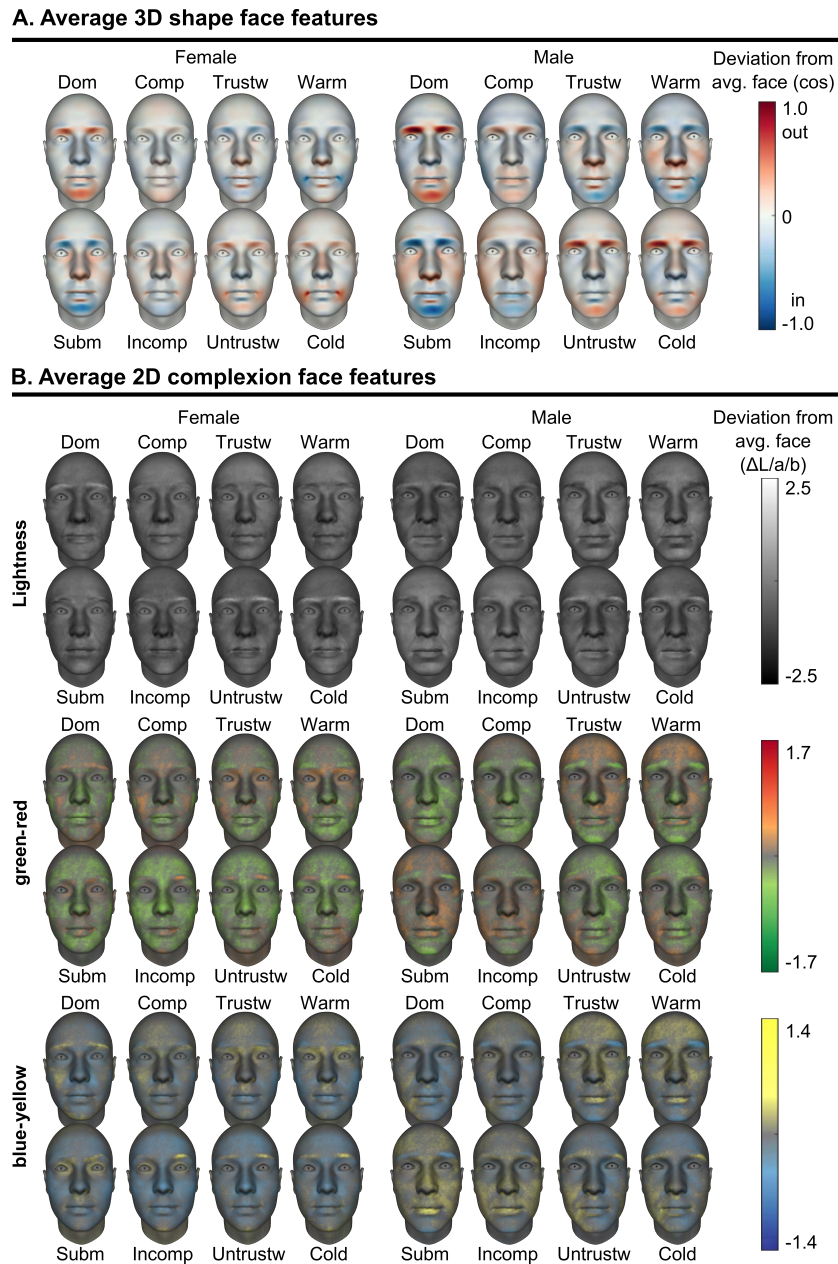 A. Average 3D shape face features
Female
Male
Deviation from
avg. face (cos)
Dom Comp Trustw Warm
Dom Comp Trustw Warm
1.0
out
0
in
-1.0
Subm Incomp Untrustw Cold
Subm Incomp Untrustw Cold
B. Average 2D complexion face features
Female
Male
Deviation from
avg. face
(ΔL/a/b)
Dom Comp Trustw Warm
Dom Comp Trustw Warm
Lightness
2.5
-2.5
Subm Incomp Untrustw Cold
Subm Incomp Untrustw Cold
Dom Comp Trustw Warm
Dom Comp Trustw Warm
green-red
1.7
-1.7
Subm Incomp Untrustw Cold
Subm Incomp Untrustw Cold
Dom Comp Trustw Warm
Dom Comp Trustw Warm
blue-yellow
1.4
-1.4
Subm Incomp Untrustw Cold
Subm Incomp Untrustw Cold